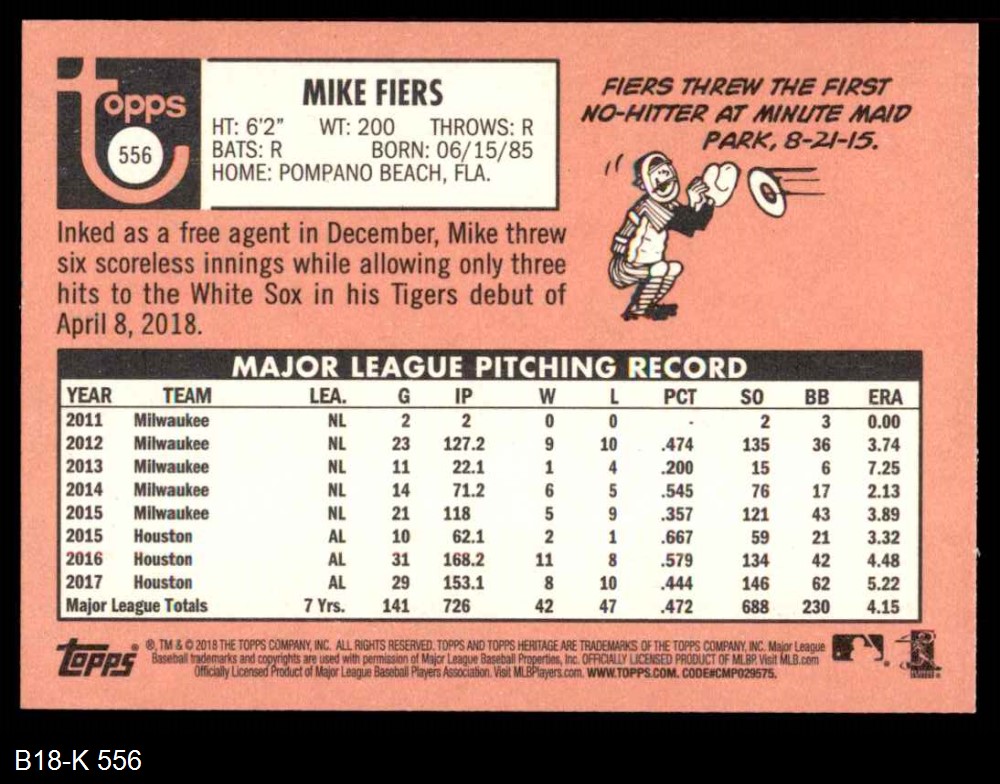 Topps
556
MIKE FIERS
HT: 6'2" WT: 200 THROWS: R
BATS: R BORN: 06/15/85
HOME: POMPANO BEACH, FLA.
FIERS THREW THE FIRST
NO-HITTER AT MINUTE MAID
PARK, 8-21-15.
Inked as a free agent in December, Mike threw
six scoreless innings while allowing only three
hits to the White Sox in his Tigers debut of
April 8, 2018.
MAJOR LEAGUE PITCHING RECORD
YEAR TEAM LEA. G IP W L PCT SO BB ERA
2011 Milwaukee NL 2 2 0 0 - 2 3 0.00
2012 Milwaukee NL 23 127.2 9 10 .474 135 36 3.74
2013 Milwaukee NL 11 22.1 1 4 .200 15 6 7.25
2014 Milwaukee NL 14 71.2 6 5 .545 76 17 2.13
2015 Milwaukee NL 21 118 5 9 .357 121 43 3.89
2015 Houston AL 10 62.1 2 1 .667 59 21 3.32
2016 Houston AL 31 168.2 11 8 .579 134 42 4.48
2017 Houston AL 29 153.1 8 10 .444 146 62 5.22
Major League Totals 7 Yrs. 141 726 42 47 .472 688 230 4.15
Topps
®, TM & © 2018 THE TOPPS COMPANY, INC. ALL RIGHTS RESERVED. TOPPS AND TOPPS HERITAGE ARE TRADEMARKS OF THE TOPPS COMPANY, INC. Major League
Baseball trademarks and copyrights are used with permission of Major League Baseball Properties, Inc. OFFICIALLY LICENSED PRODUCT OF MLBP. Visit MLB.com
Officially Licensed Product of Major League Baseball Players Association. Visit MLBPlayers.com. WWW.TOPPS.COM. CODE#CMP029575.
B18-K 556